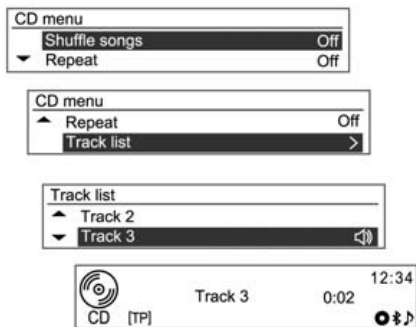 CD menu
Shuffle songs Off
Repeat Off
CD menu
Repeat Off
Track list >
Track list
Track 2
Track 3
12:34
Track 3 0:02
CD [TP]